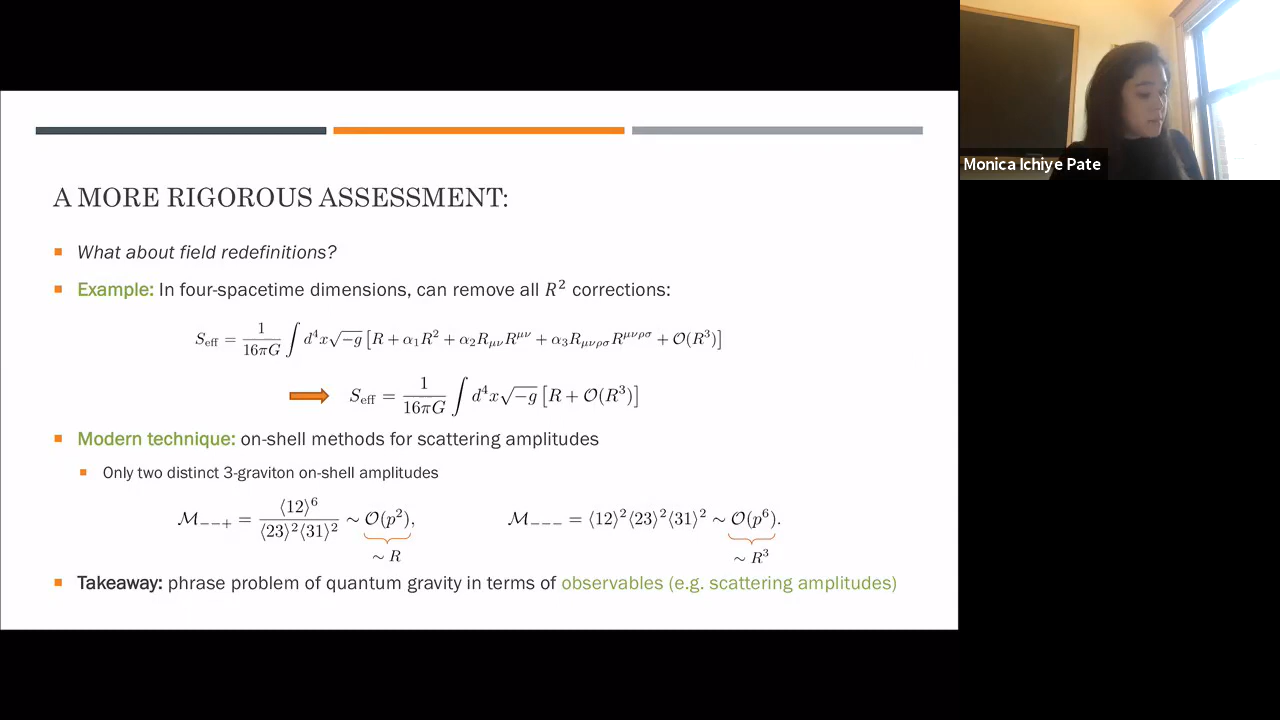 A MORE RIGOROUS ASSESSMENT:
What about field redefinitions?
Example: In four-spacetime dimensions, can remove all R² corrections:
S_eff = 1/(16πG) ∫ d⁴x√−g [R + α₁R² + α₂R_μν R^μν + α₃R_μνρσ R^μνρσ + 𝒪(R³)]
S_eff = 1/(16πG) ∫ d⁴x√−g [R + 𝒪(R³)]
Modern technique: on-shell methods for scattering amplitudes
Only two distinct 3-graviton on-shell amplitudes
ℳ_−−+ = ⟨12⟩⁶/(⟨23⟩²⟨31⟩²) ∼ 𝒪(p²), ℳ_−−− = ⟨12⟩²⟨23⟩²⟨31⟩² ∼ 𝒪(p⁶).
∼ R ∼ R³
Takeaway: phrase problem of quantum gravity in terms of observables (e.g. scattering amplitudes)
Monica Ichiye Pate